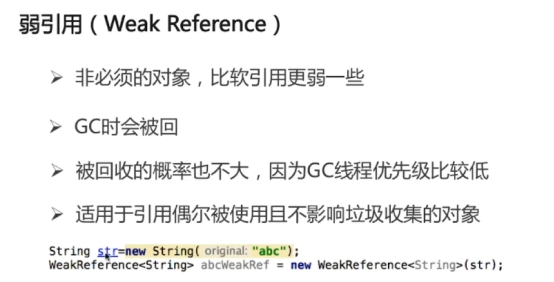 弱引用（Weak Reference）
➢ 非必须的对象，比软引用更弱一些
➢ GC时会被回
➢ 被回收的概率也不大，因为GC线程优先级比较低
➢ 适用于引用偶尔被使用且不影响垃圾收集的对象
String str=new String( original: "abc");
WeakReference<String> abcWeakRef = new WeakReference<String>(str);